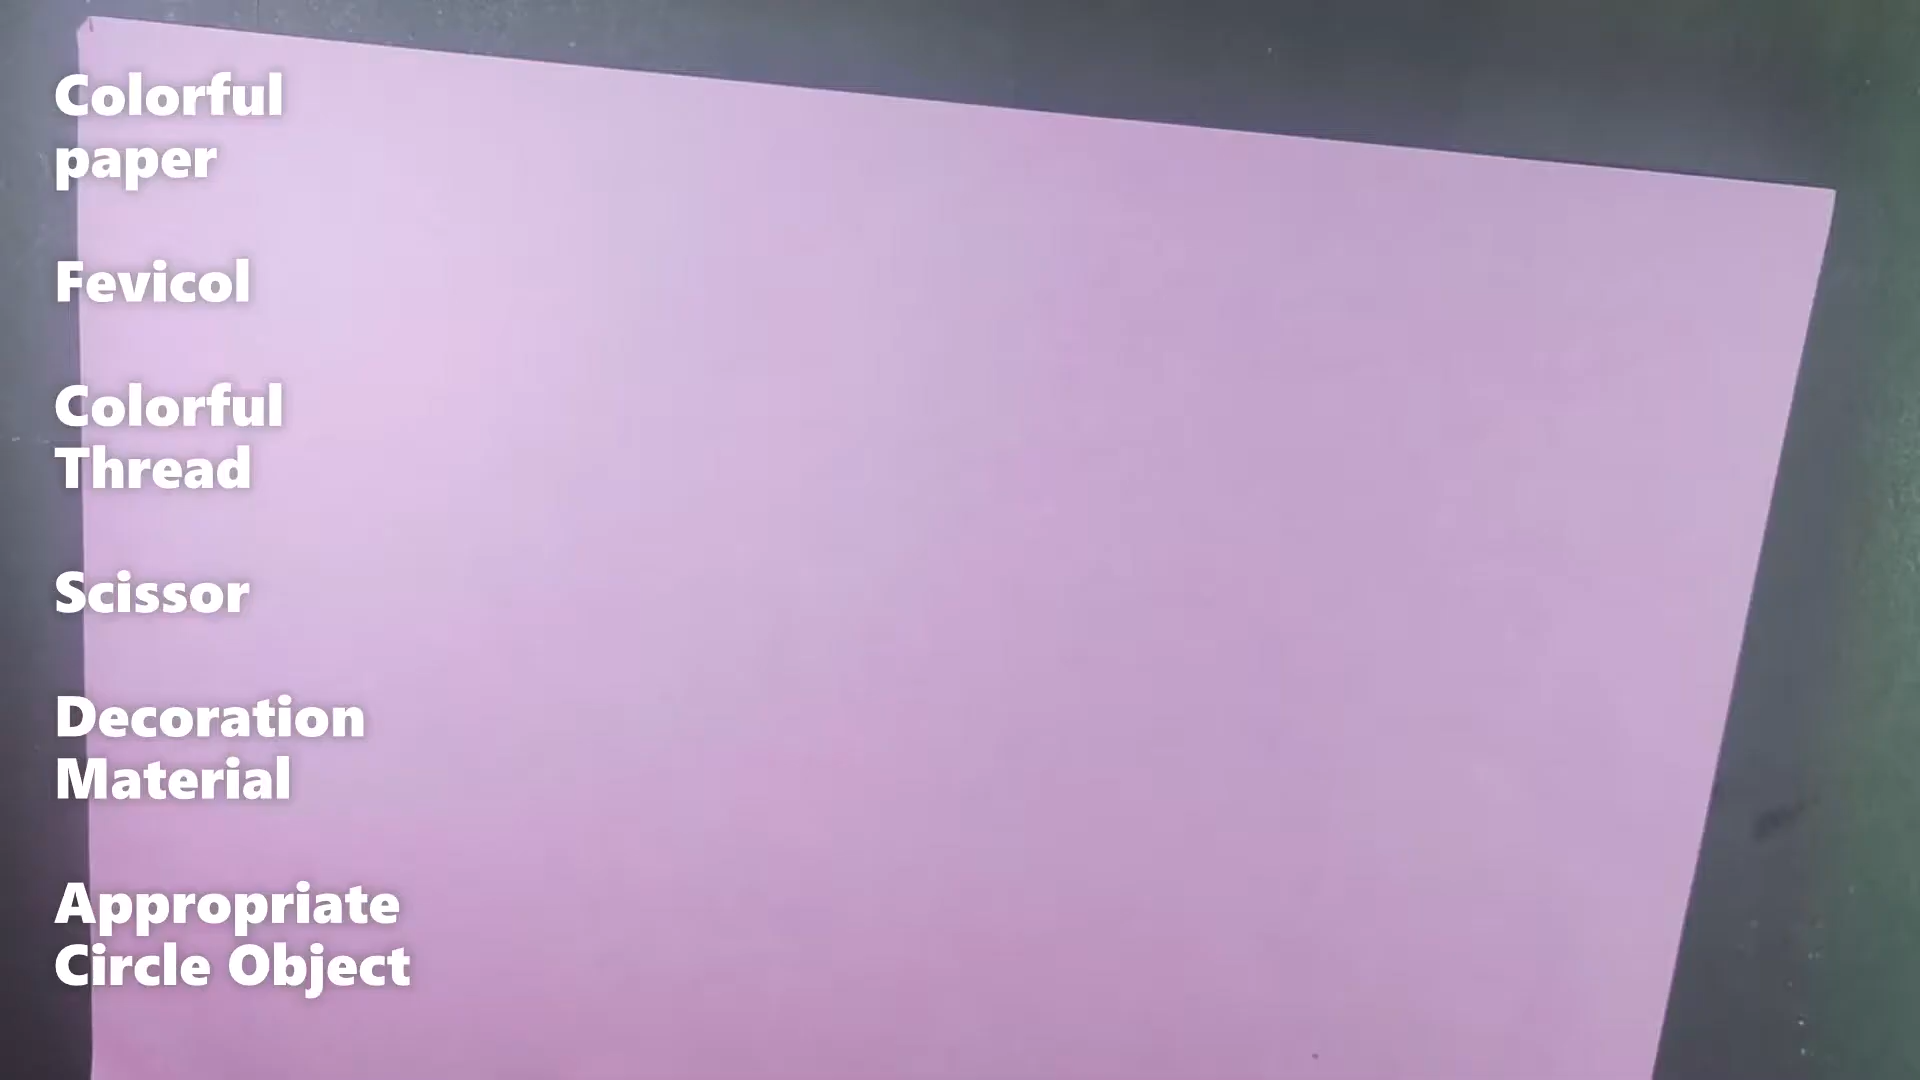 Colorful
paper
Fevicol
Colorful
Thread
Scissor
Decoration
Material
Appropriate
Circle Object